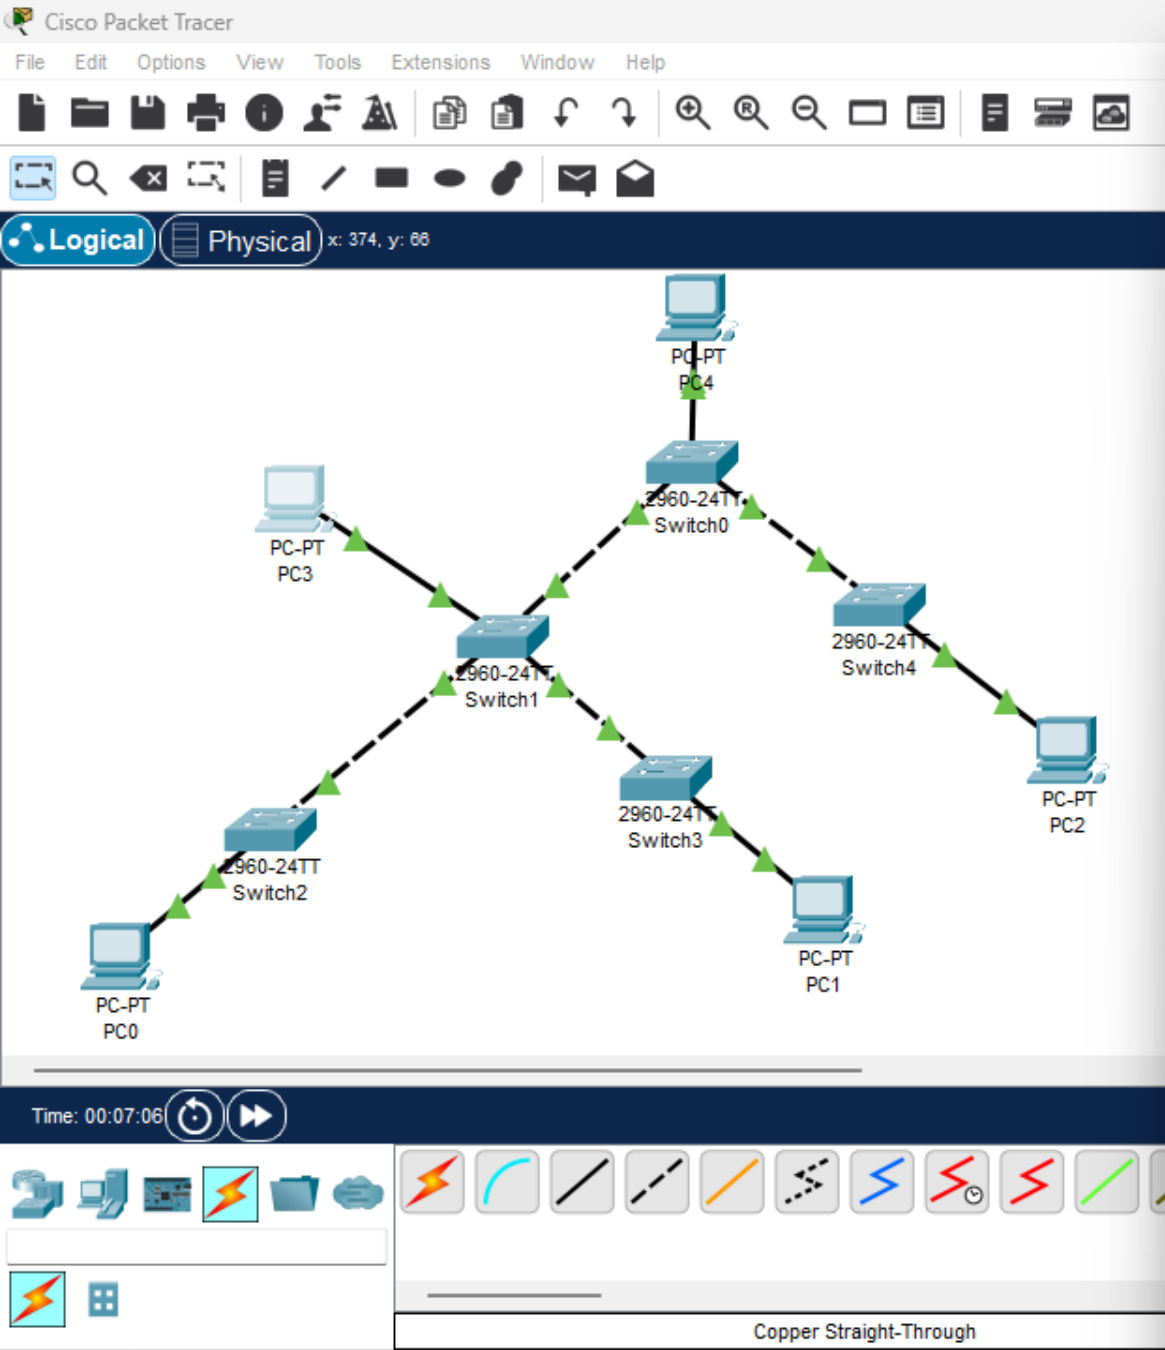 Cisco Packet Tracer
File Edit Options View Tools Extensions Window Help
Logical Physical x: 374, y: 66
PC-PT
PC4
2960-24TT
Switch0
PC-PT
PC3
2960-24TT
Switch4
2960-24TT
Switch1
PC-PT
PC2
2960-24TT
Switch3
2960-24TT
Switch2
PC-PT
PC1
PC-PT
PC0
Time: 00:07:06
Copper Straight-Through